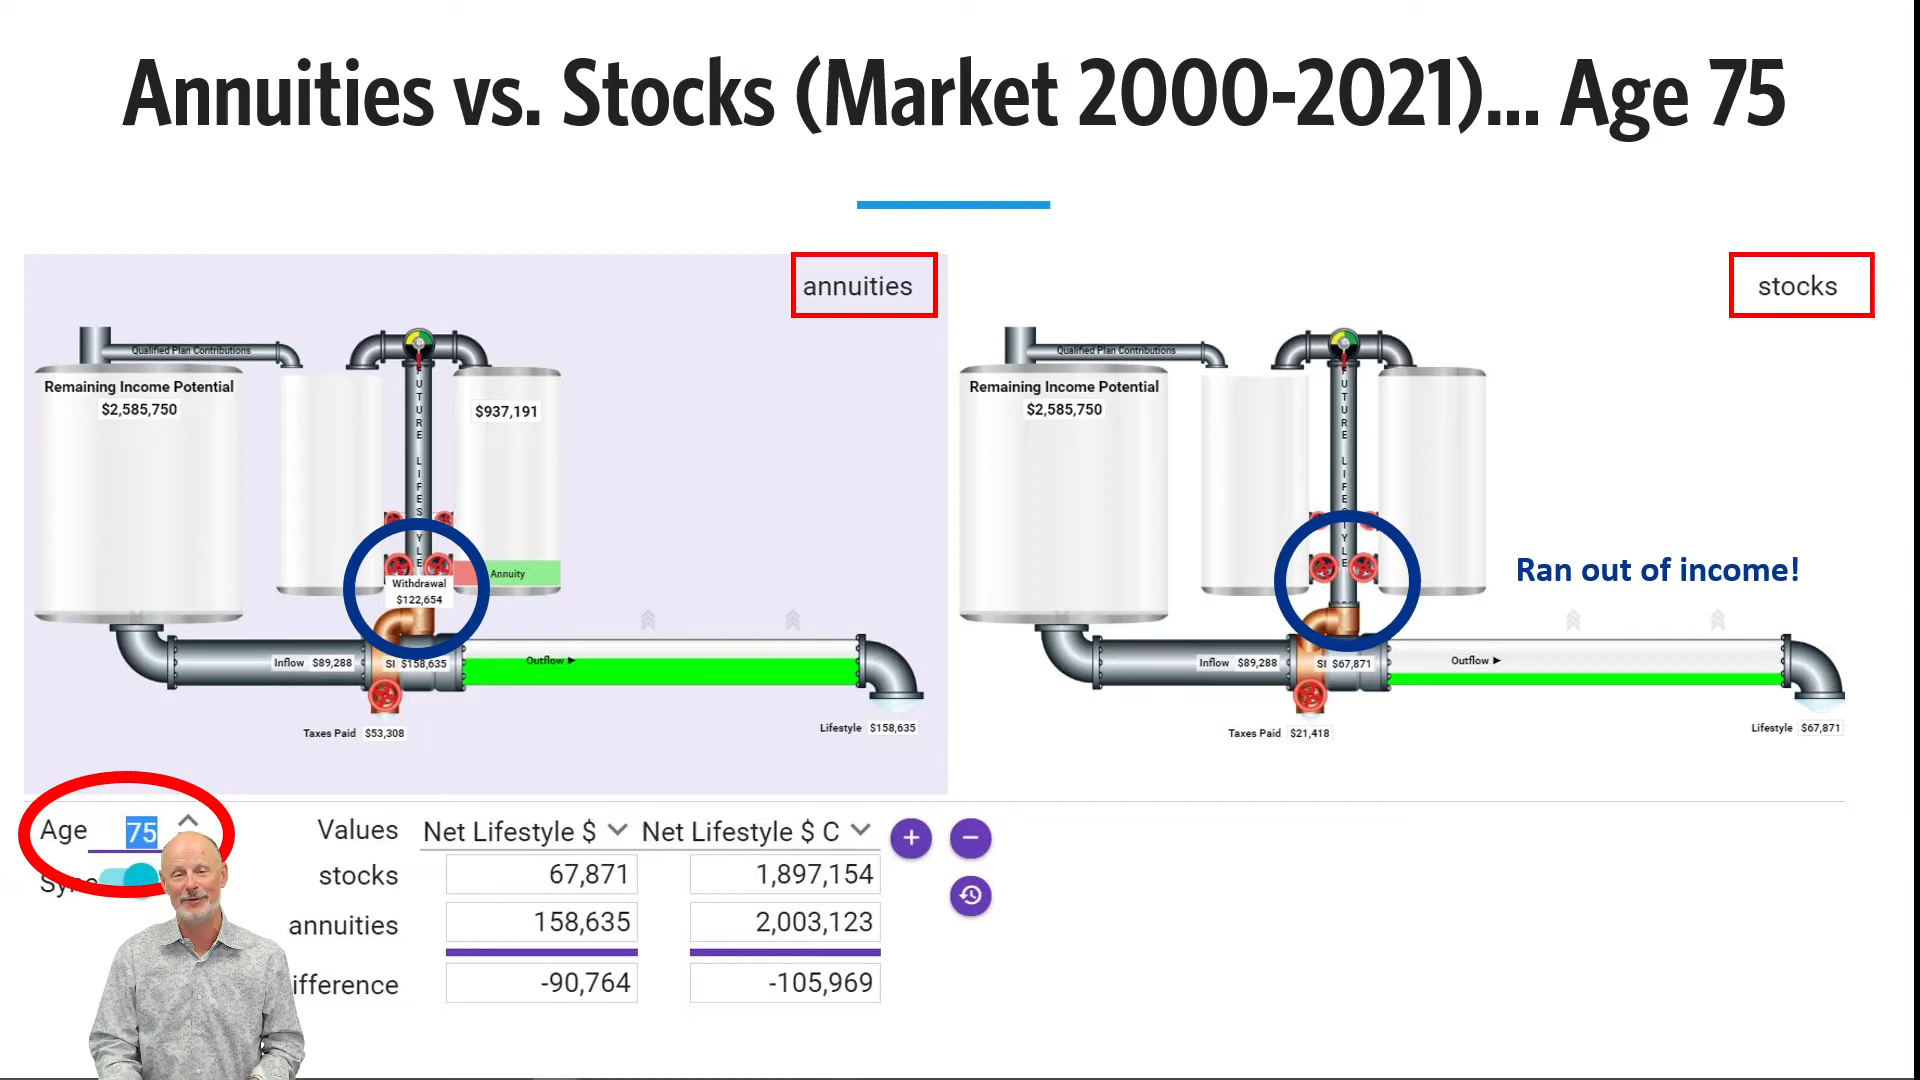 Annuities vs. Stocks (Market 2000-2021)... Age 75
annuities
Qualified Plan Contributions
Remaining Income Potential
$2,585,750
$937,191
FUTURE LIFESTYLE
Annuity
Withdrawal
$122,654
Inflow $89,288
SI $158,635
Outflow ►
Taxes Paid $53,308
Lifestyle $158,635
stocks
Qualified Plan Contributions
Remaining Income Potential
$2,585,750
FUTURE LIFESTYLE
Ran out of income!
Inflow $89,288
SI $67,871
Outflow ►
Taxes Paid $21,418
Lifestyle $67,871
Age 75
Sync
Values Net Lifestyle $ Net Lifestyle $ C
stocks 67,871 1,897,154
annuities 158,635 2,003,123
ifference -90,764 -105,969